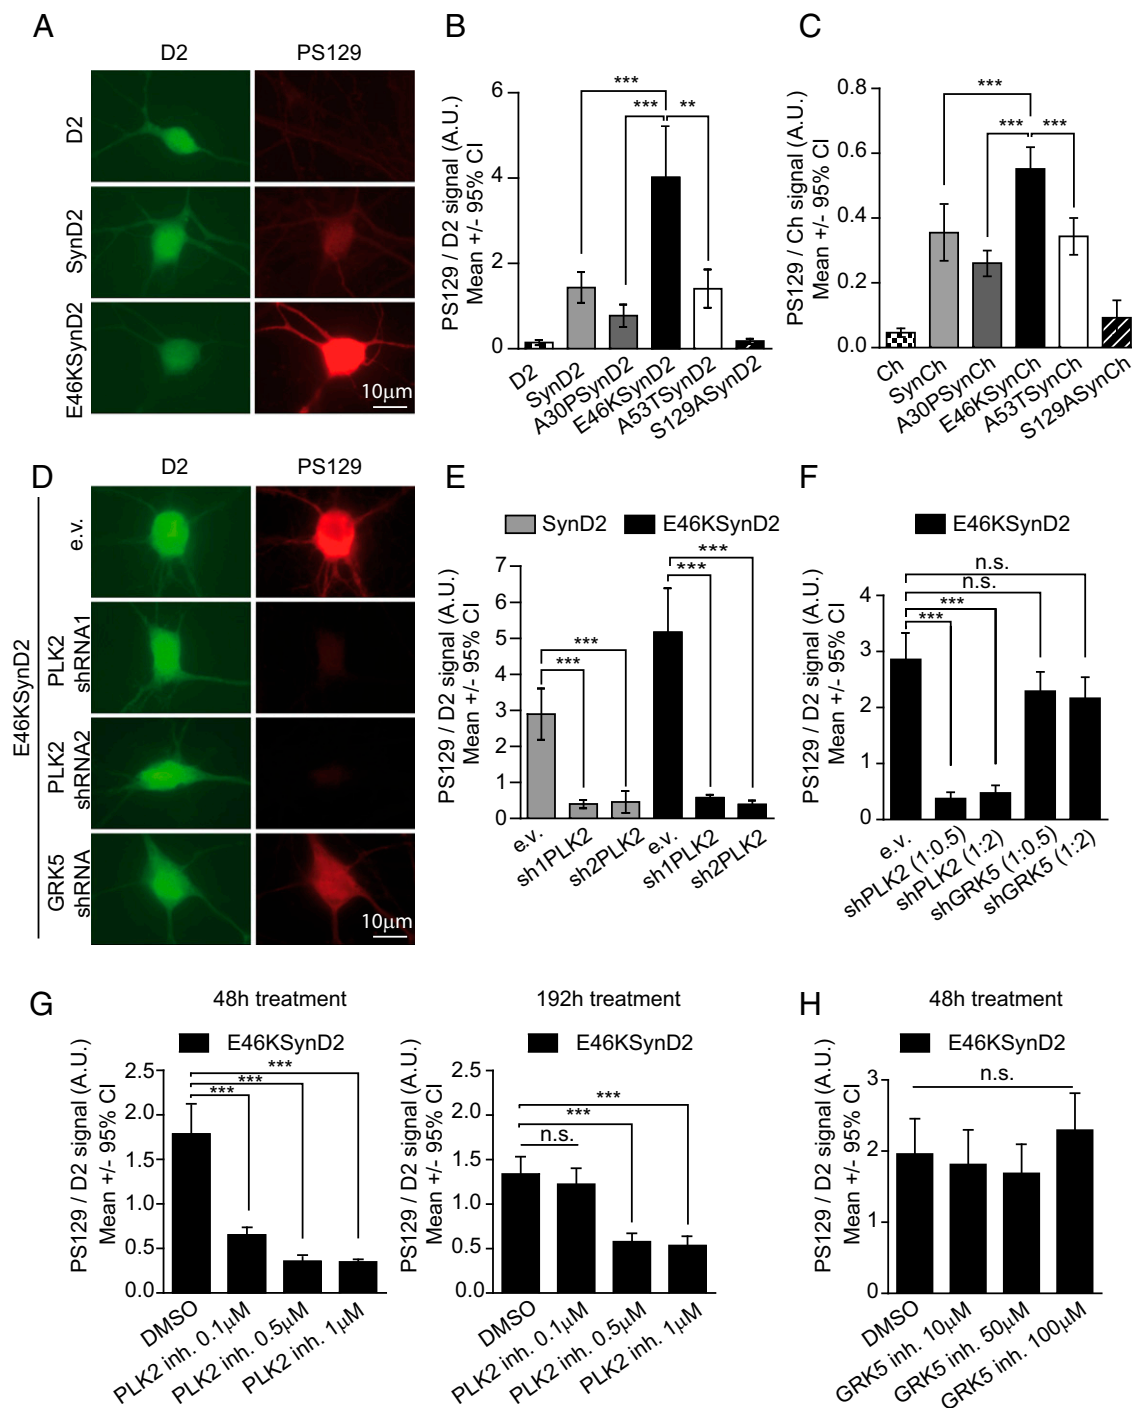 A
D2
PS129
D2
SynD2
E46KSynD2
10µm
B
PS129 / D2 signal (A.U.)
Mean +/- 95% CI
6
4
2
0
***
***
**
D2
SynD2
A30PSynD2
E46KSynD2
A53TSynD2
S129ASynD2
C
PS129 / Ch signal (A.U.)
Mean +/- 95% CI
0.8
0.6
0.4
0.2
0.0
***
***
***
Ch
SynCh
A30PSynCh
E46KSynCh
A53TSynCh
S129ASynCh
D
D2
PS129
E46KSynD2
e.v.
PLK2
shRNA1
PLK2
shRNA2
GRK5
shRNA
10µm
E
SynD2
E46KSynD2
PS129 / D2 signal (A.U.)
Mean +/- 95% CI
7
6
5
4
3
2
1
0
***
***
***
***
e.v.
sh1PLK2
sh2PLK2
e.v.
sh1PLK2
sh2PLK2
F
E46KSynD2
PS129 / D2 signal (A.U.)
Mean +/- 95% CI
4
3
2
1
0
n.s.
n.s.
***
***
e.v.
shPLK2 (1:0.5)
shPLK2 (1:2)
shGRK5 (1:0.5)
shGRK5 (1:2)
G
48h treatment
E46KSynD2
PS129 / D2 signal (A.U.)
Mean +/- 95% CI
2.5
2.0
1.5
1.0
0.5
0.0
***
***
***
DMSO
PLK2 inh. 0.1µM
PLK2 inh. 0.5µM
PLK2 inh. 1µM
192h treatment
E46KSynD2
PS129 / D2 signal (A.U.)
Mean +/- 95% CI
2.5
2.0
1.5
1.0
0.5
0.0
***
***
n.s.
DMSO
PLK2 inh. 0.1µM
PLK2 inh. 0.5µM
PLK2 inh. 1µM
H
48h treatment
E46KSynD2
PS129 / D2 signal (A.U.)
Mean +/- 95% CI
3
2
1
0
n.s.
DMSO
GRK5 inh. 10µM
GRK5 inh. 50µM
GRK5 inh. 100µM